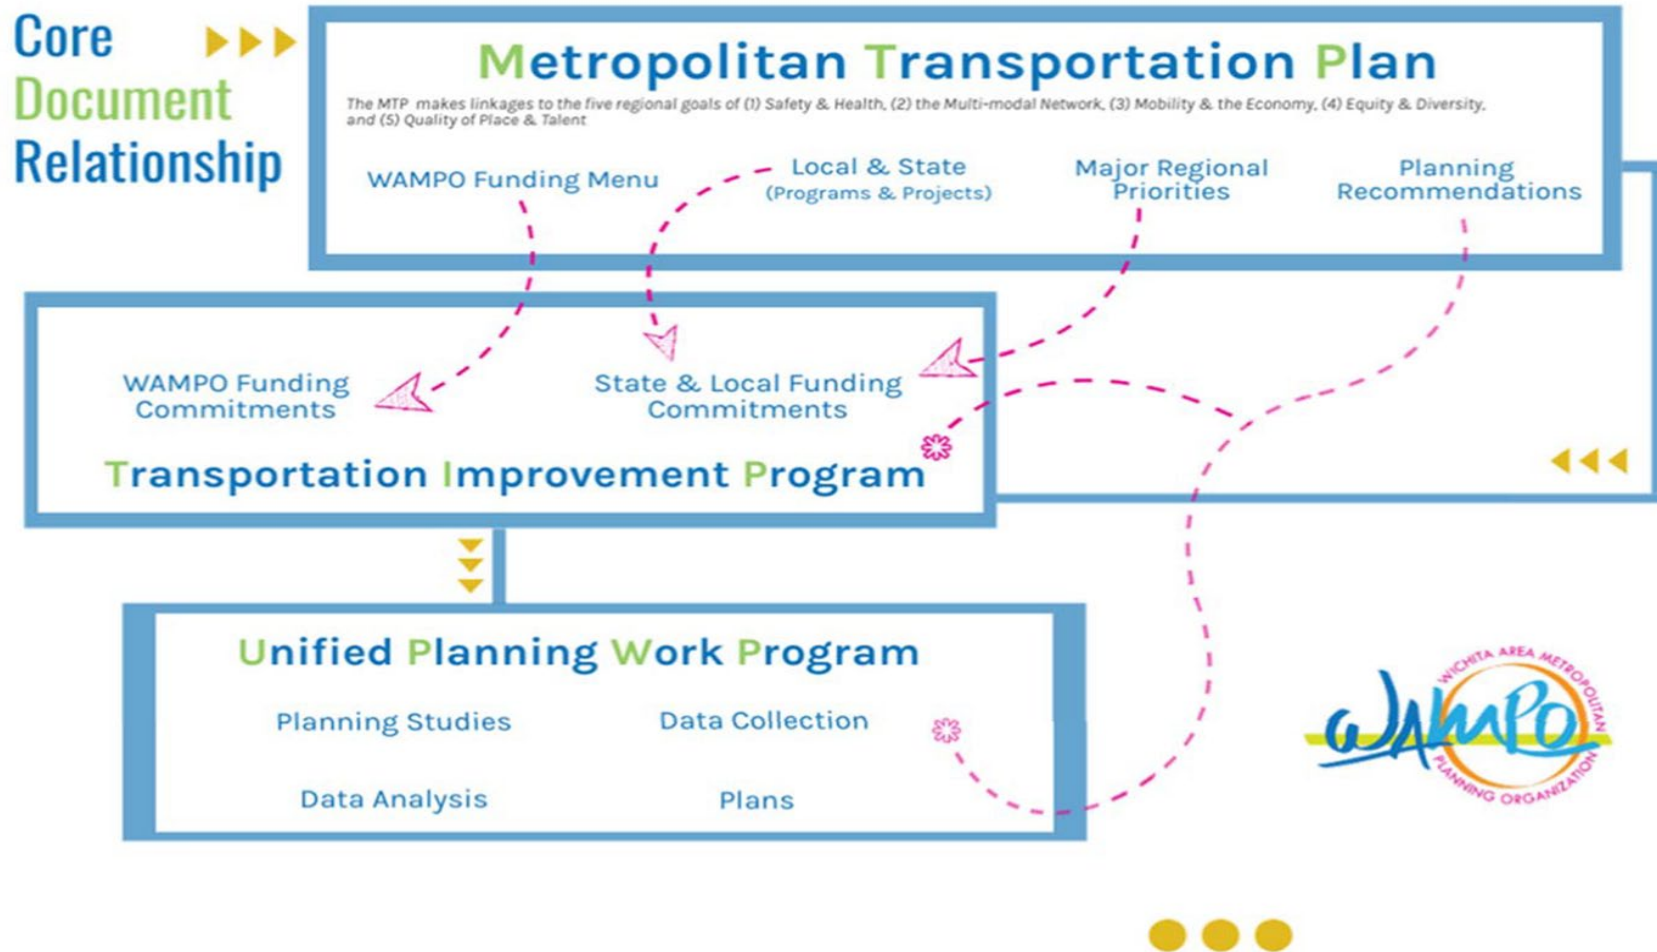 Core
Document
Relationship
Metropolitan Transportation Plan
The MTP makes linkages to the five regional goals of (1) Safety & Health, (2) the Multi-modal Network, (3) Mobility & the Economy, (4) Equity & Diversity,
and (5) Quality of Place & Talent
WAMPO Funding Menu
Local & State
(Programs & Projects)
Major Regional
Priorities
Planning
Recommendations
WAMPO Funding
Commitments
State & Local Funding
Commitments
Transportation Improvement Program
Unified Planning Work Program
Planning Studies
Data Collection
Data Analysis
Plans
WICHITA AREA METROPOLITAN
WAMPO
PLANNING ORGANIZATION